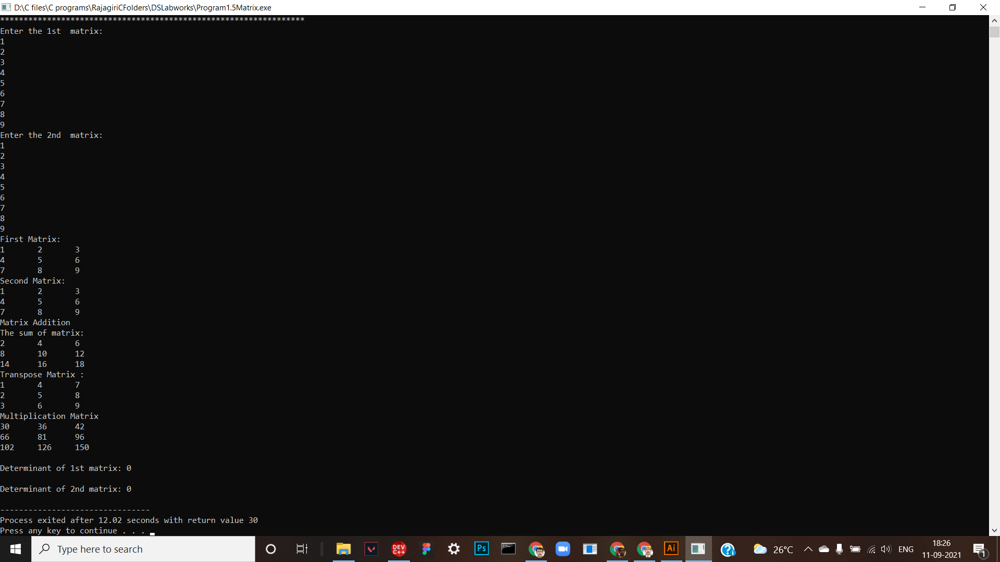 D:\C files\C programs\RajagiriCFolders\DSLabworks\Program1.5Matrix.exe
*****************************************************************
Enter the 1st  matrix:
1
2
3
4
5
6
7
8
9
Enter the 2nd  matrix:
1
2
3
4
5
6
7
8
9
First Matrix:
1       2       3
4       5       6
7       8       9
Second Matrix:
1       2       3
4       5       6
7       8       9
Matrix Addition
The sum of matrix:
2       4       6
8       10      12
14      16      18
Transpose Matrix :
1       4       7
2       5       8
3       6       9
Multiplication Matrix
30      36      42
66      81      96
102     126     150
Determinant of 1st matrix: 0
Determinant of 2nd matrix: 0
--------------------------------
Process exited after 12.02 seconds with return value 30
Press any key to continue . . .
Type here to search
DEV C++
Ps
Ai
26°C
ENG
18:26
11-09-2021
1